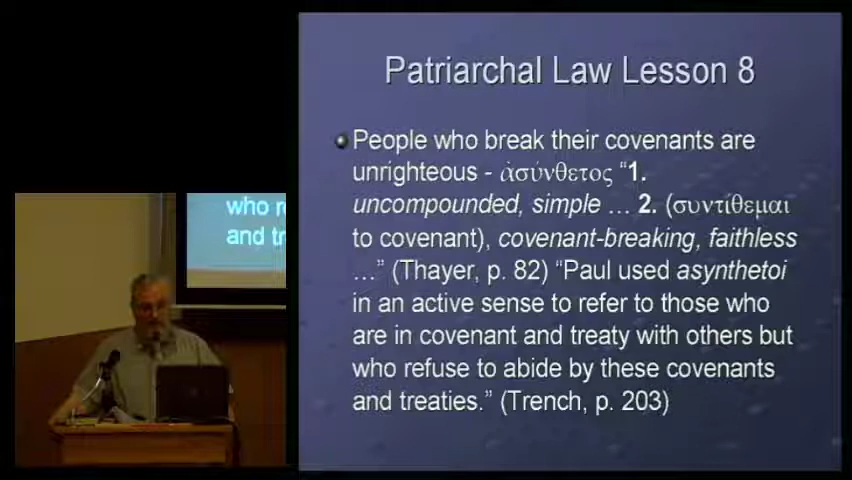 Patriarchal Law Lesson 8
People who break their covenants are
unrighteous - ἀσύνθετος “1.
uncompounded, simple … 2. (συντίθεμαι
to covenant), covenant-breaking, faithless
…” (Thayer, p. 82) “Paul used asynthetoi
in an active sense to refer to those who
are in covenant and treaty with others but
who refuse to abide by these covenants
and treaties.” (Trench, p. 203)
who r
and tr